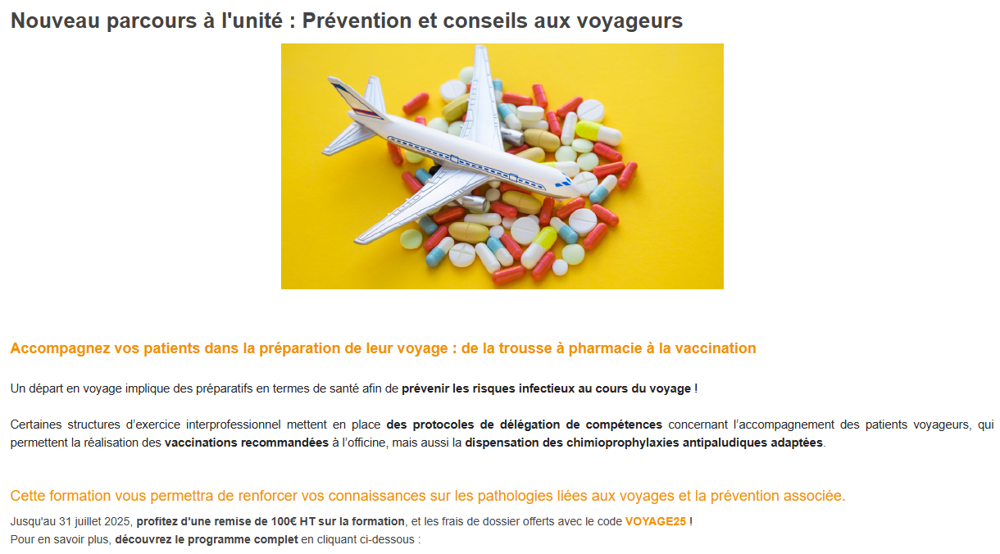 Nouveau parcours à l'unité : Prévention et conseils aux voyageurs
Accompagnez vos patients dans la préparation de leur voyage : de la trousse à pharmacie à la vaccination
Un départ en voyage implique des préparatifs en termes de santé afin de prévenir les risques infectieux au cours du voyage !
Certaines structures d’exercice interprofessionnel mettent en place des protocoles de délégation de compétences concernant l’accompagnement des patients voyageurs, qui
permettent la réalisation des vaccinations recommandées à l’officine, mais aussi la dispensation des chimioprophylaxies antipaludiques adaptées.
Cette formation vous permettra de renforcer vos connaissances sur les pathologies liées aux voyages et la prévention associée.
Jusqu'au 31 juillet 2025, profitez d'une remise de 100€ HT sur la formation, et les frais de dossier offerts avec le code VOYAGE25 !
Pour en savoir plus, découvrez le programme complet en cliquant ci-dessous :